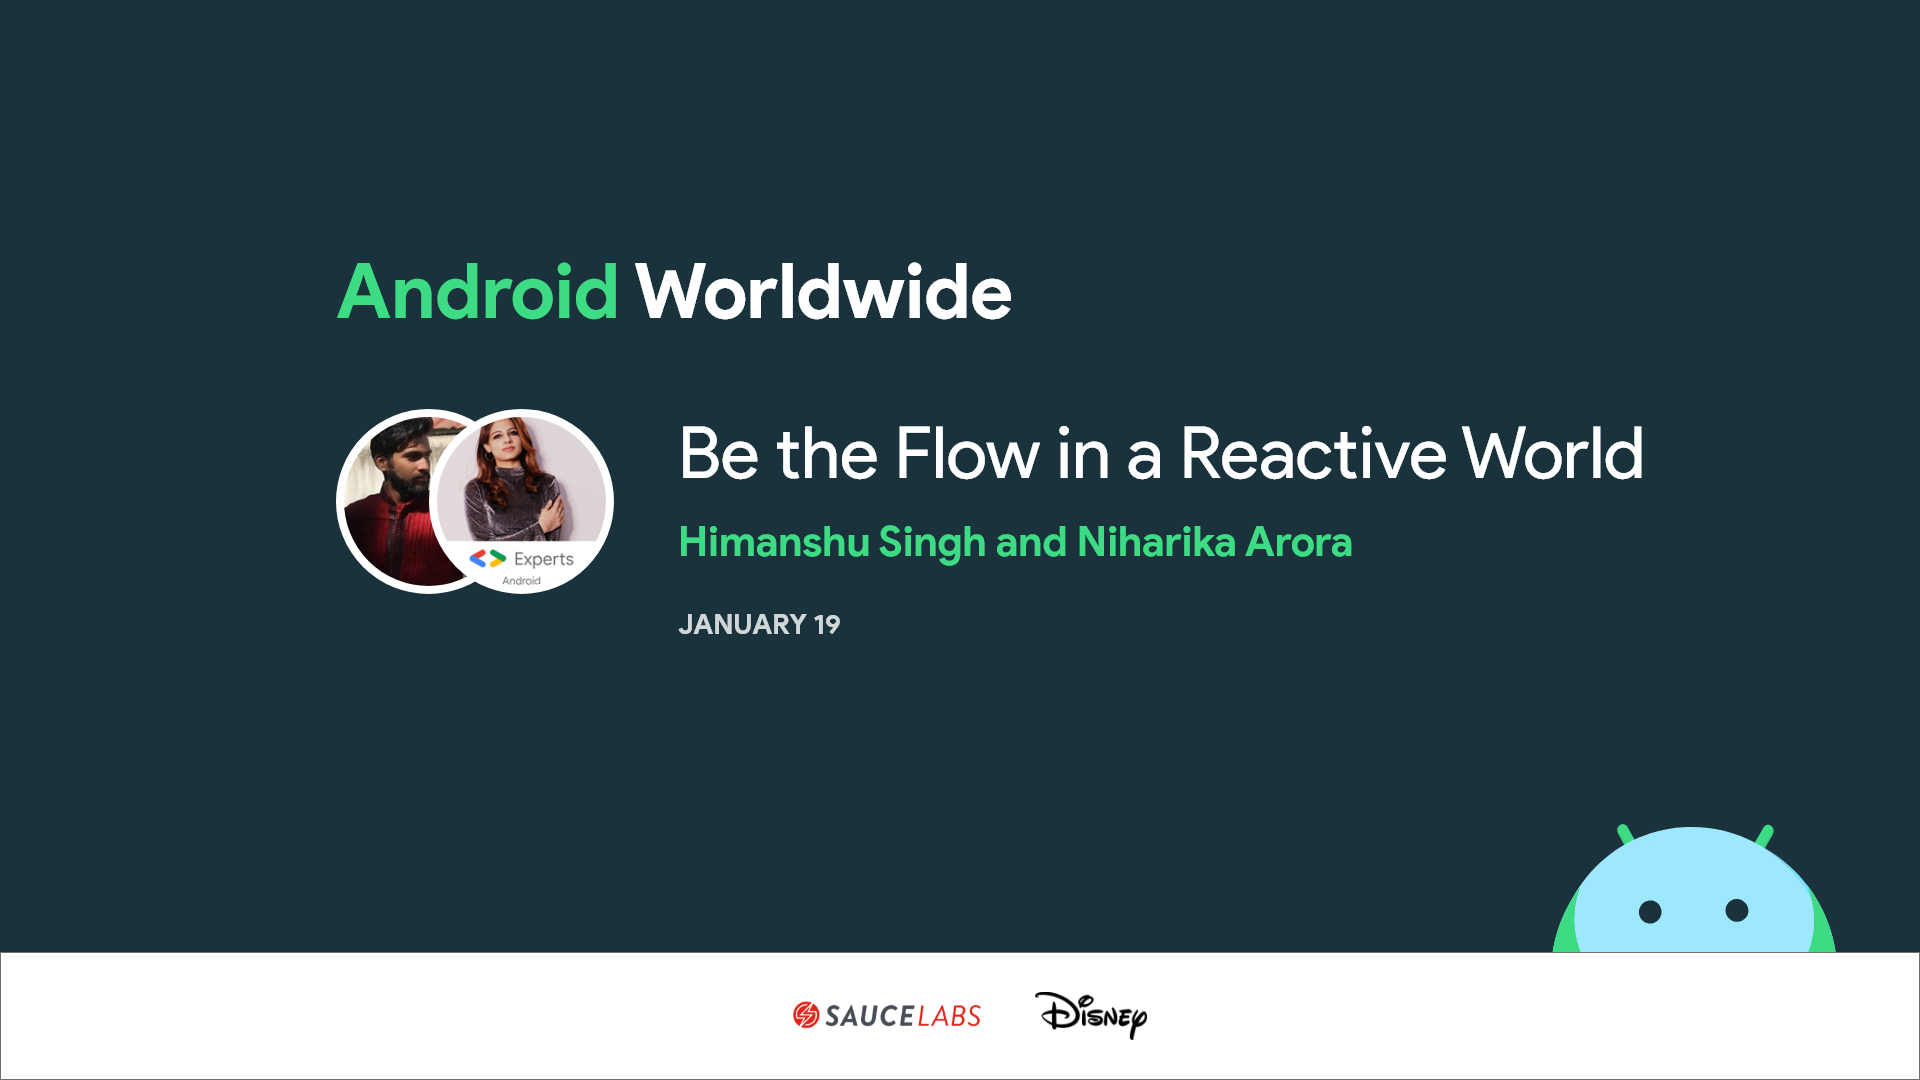 Android Worldwide
Be the Flow in a Reactive World
Himanshu Singh and Niharika Arora
Experts
Android
JANUARY 19
SAUCELABS
Disney